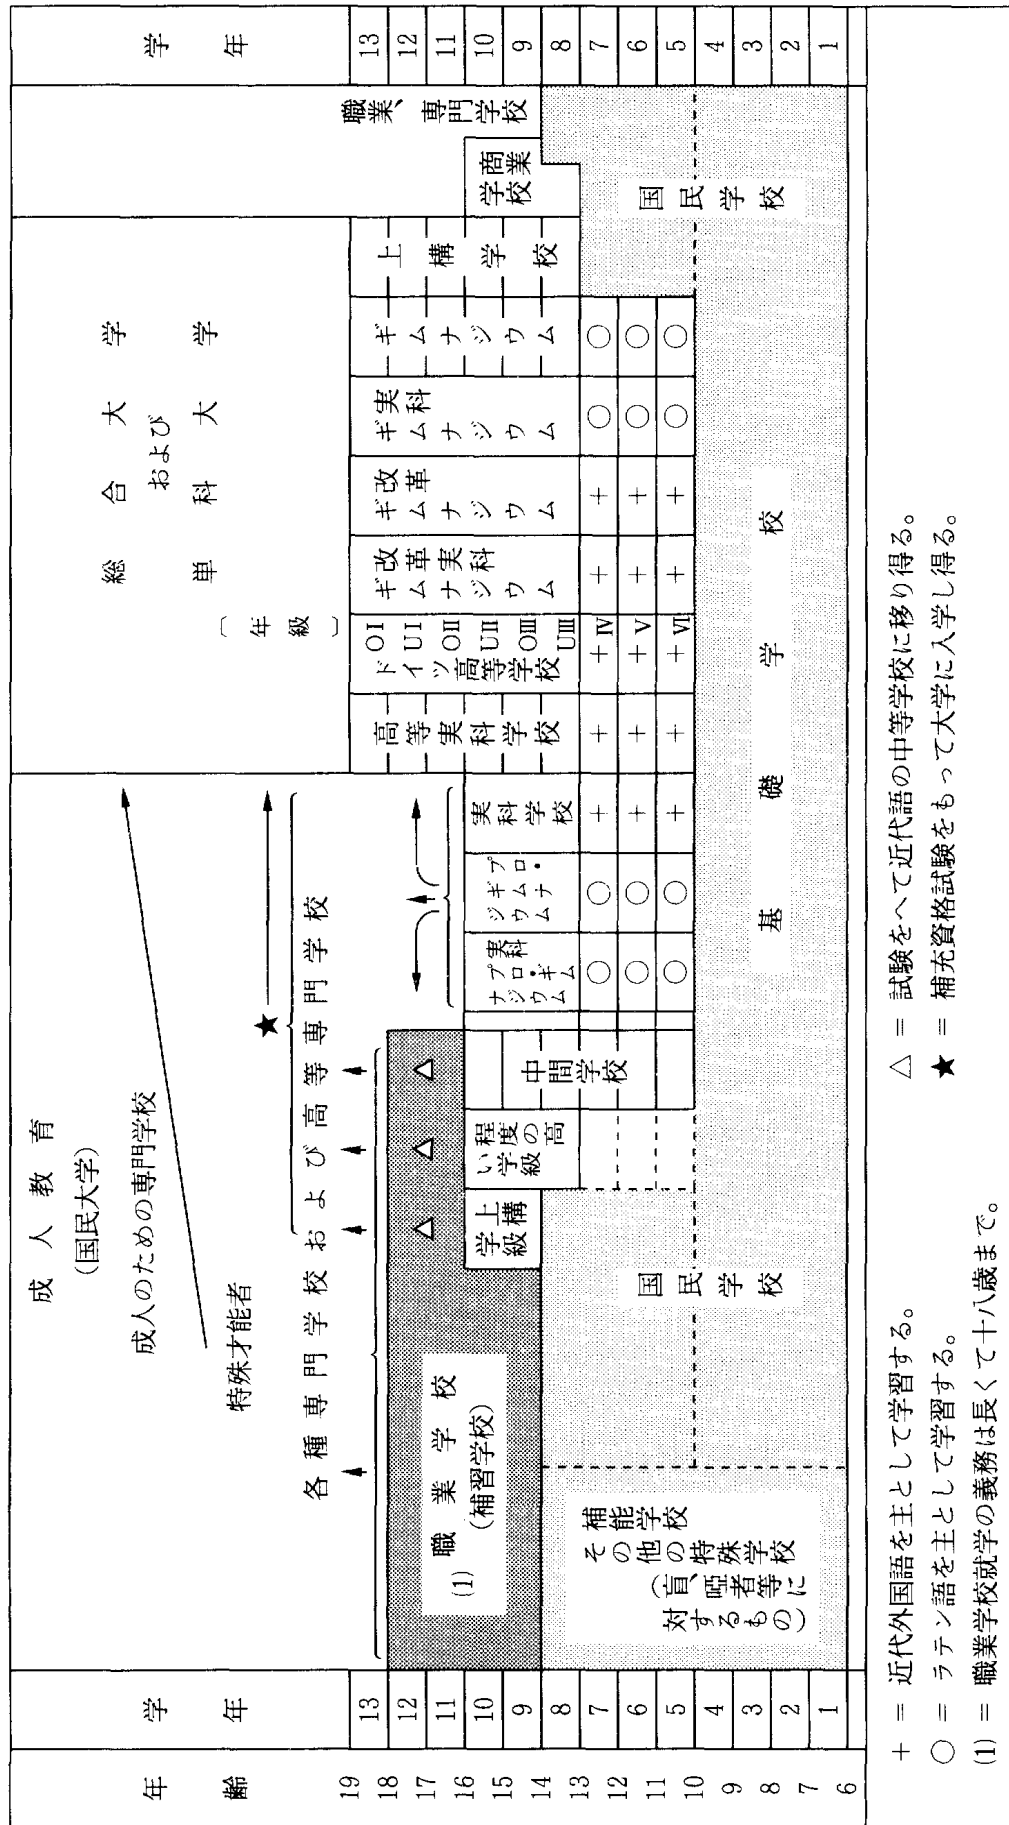 年齢
19
18
17
16
15
14
13
12
11
10
9
8
7
6
学年
13
12
11
10
9
8
7
6
5
4
3
2
1
成人教育
(国民大学)
成人のための専門学校
特殊才能者
★
各種専門学校および高等専門学校
(1) 職業学校
(補習学校)
△
△
△
補能学校
その他の特殊学校
(盲、啞者等に
対するもの)
国民学校
上構
学級
程度の高
い学級
中間学校
実科
プロ・ギム
ナジウム
○
○
○
プロ・
ギムナ
ジウム
○
○
○
実科学校
+
+
+
基礎学校
総合大学
および
単科大学
〔年級〕
高等実科学校
+
+
+
ドイツ高等学校
OⅠ
UⅠ
OⅡ
UⅡ
OⅢ
UⅢ
+Ⅳ
+Ⅴ
+Ⅵ
改革実科
ギムナジウム
+
+
+
改革
ギムナジウム
+
+
+
実科
ギムナジウム
○
○
○
ギムナジウム
○
○
○
上構学校
商業
学校
職業、専門学校
国民学校
学年
13
12
11
10
9
8
7
6
5
4
3
2
1
+ = 近代外国語を主として学習する。
○ = ラテン語を主として学習する。
(1) = 職業学校就学の義務は長くて十八歳まで。
△ = 試験をへて近代語の中等学校に移り得る。
★ = 補充資格試験をもって大学に入学し得る。